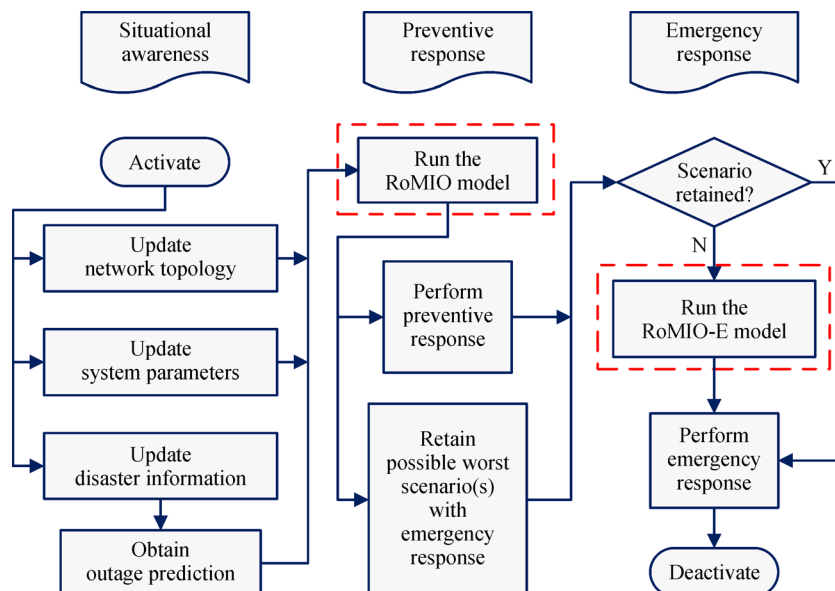 Situational
awareness
Preventive
response
Emergency
response
Activate
Update
network topology
Update
system parameters
Update
disaster information
Obtain
outage prediction
Run the
RoMIO model
Perform
preventive
response
Retain
possible worst
scenario(s)
with
emergency
response
Scenario
retained?
Y
N
Run the
RoMIO-E model
Perform
emergency
response
Deactivate